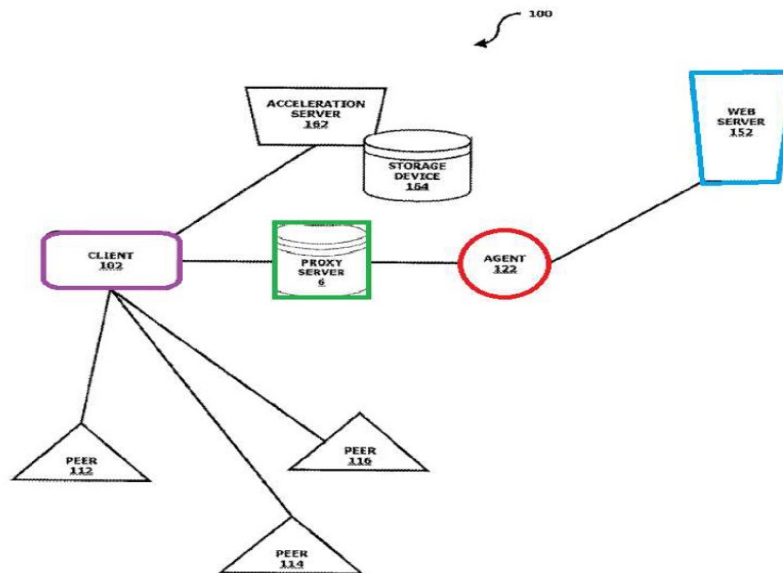 100
ACCELERATION
SERVER
162
STORAGE
DEVICE
164
WEB
SERVER
152
CLIENT
102
PROXY
SERVER
6
AGENT
122
PEER
112
PEER
116
PEER
114